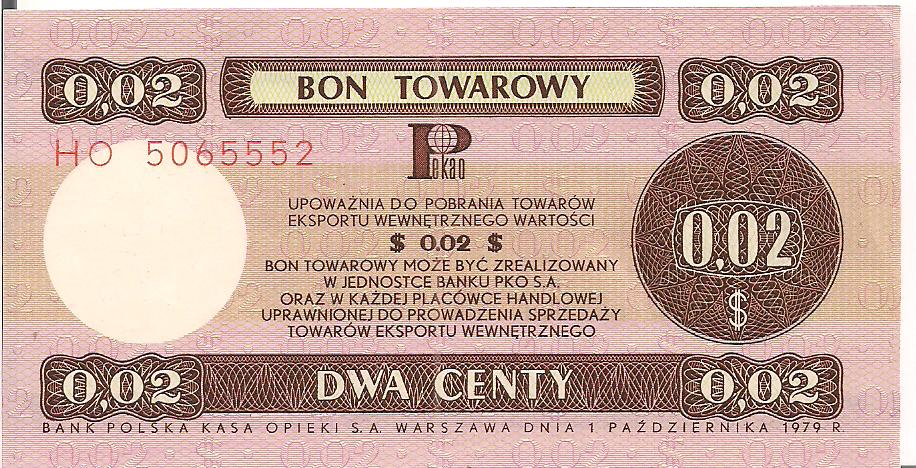 0,02 BON TOWAROWY 0,02
HO 5065552
Pekao
UPOWAŻNIA DO POBRANIA TOWARÓW
EKSPORTU WEWNĘTRZNEGO WARTOŚCI
$ 0.02 $
BON TOWAROWY MOŻE BYĆ ZREALIZOWANY
W JEDNOSTCE BANKU PKO S.A.
ORAZ W KAŻDEJ PLACÓWCE HANDLOWEJ
UPRAWNIONEJ DO PROWADZENIA SPRZEDAŻY
TOWARÓW EKSPORTU WEWNĘTRZNEGO
0,02
$
0,02 DWA CENTY 0,02
BANK POLSKA KASA OPIEKI S.A. WARSZAWA DNIA 1 PAŹDZIERNIKA 1979 R.